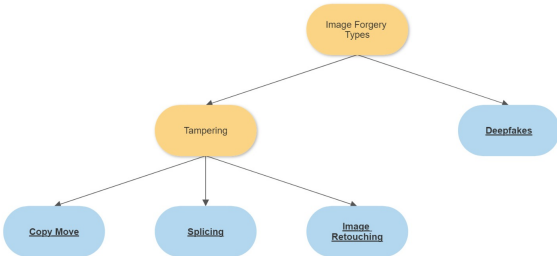 Image Forgery
Types
Tampering
Deepfakes
Copy Move
Splicing
Image
Retouching